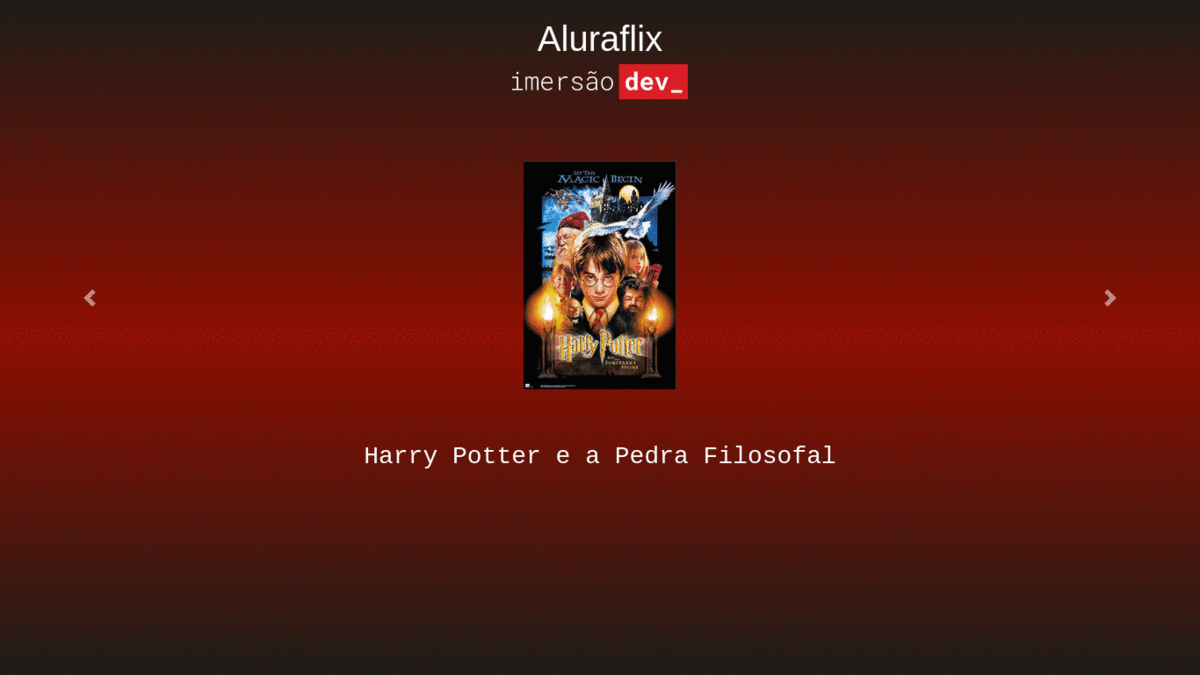 Aluraflix
imersão dev_
LET THE
MAGIC BEGIN
Harry Potter
AND THE
SORCERER'S
STONE
Harry Potter e a Pedra Filosofal